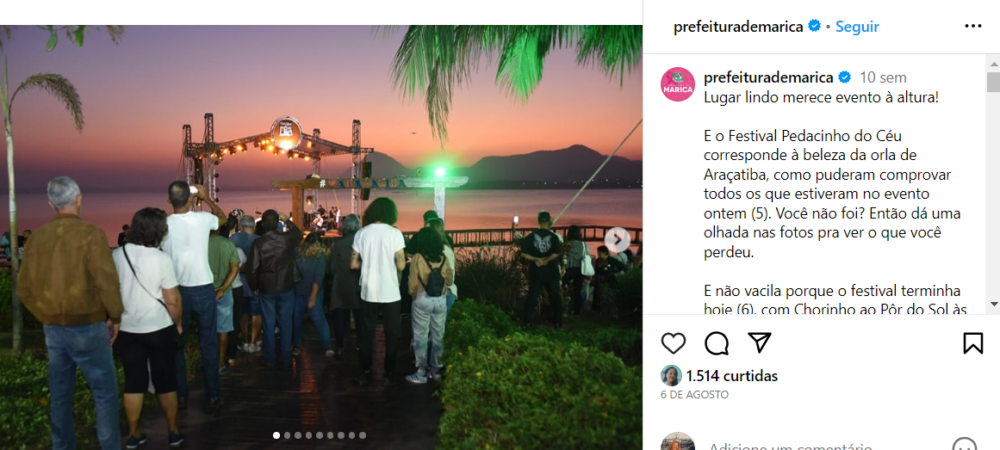 prefeiturademarica • Seguir
prefeiturademarica 10 sem
Lugar lindo merece evento à altura!
E o Festival Pedacinho do Céu
corresponde à beleza da orla de
Araçatiba, como puderam comprovar
todos os que estiveram no evento
ontem (5). Você não foi? Então dá uma
olhada nas fotos pra ver o que você
perdeu.
E não vacila porque o festival terminha
hoje (6), com Chorinho ao Pôr do Sol às
1.514 curtidas
6 DE AGOSTO
Adicione um comentário
MARICÁ